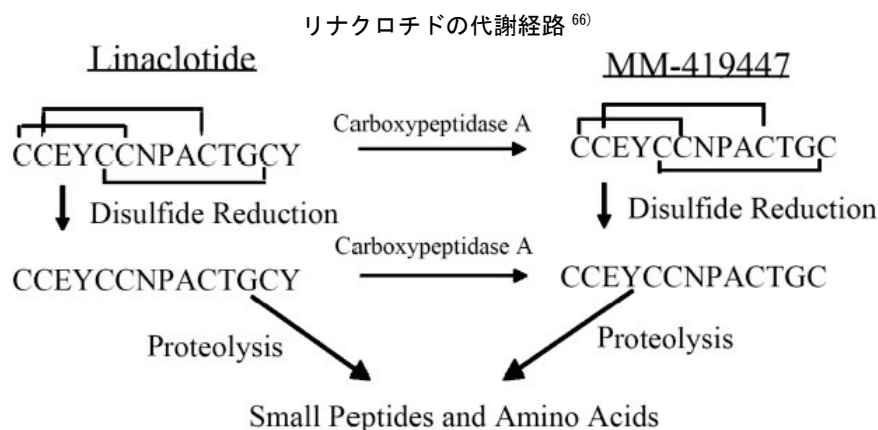 リナクロチドの代謝経路 66)
Linaclotide
MM-419447
Carboxypeptidase A
CCEYCCNPACTGCY
CCEYCCNPACTGC
Disulfide Reduction
Disulfide Reduction
Carboxypeptidase A
CCEYCCNPACTGCY
CCEYCCNPACTGC
Proteolysis
Proteolysis
Small Peptides and Amino Acids